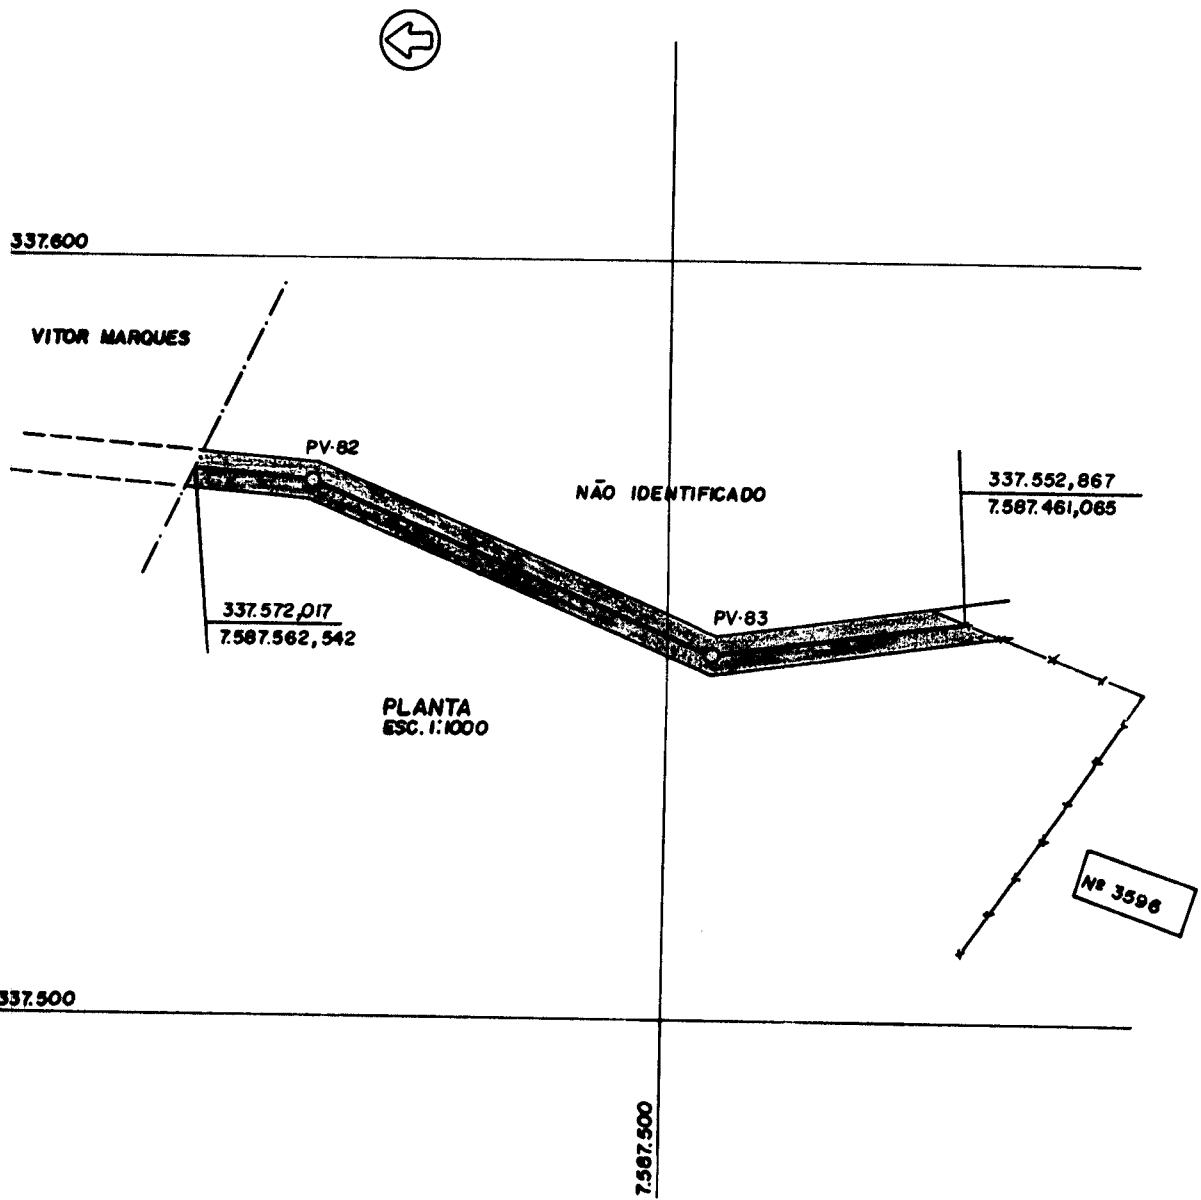 337.600
VITOR MARQUES
PV-82
NÃO IDENTIFICADO
337.552,867
7.587.461,065
337.572,017
7.587.562,542
PV-83
PLANTA
ESC. 1:1000
Nº 3596
337.500
7.587.500